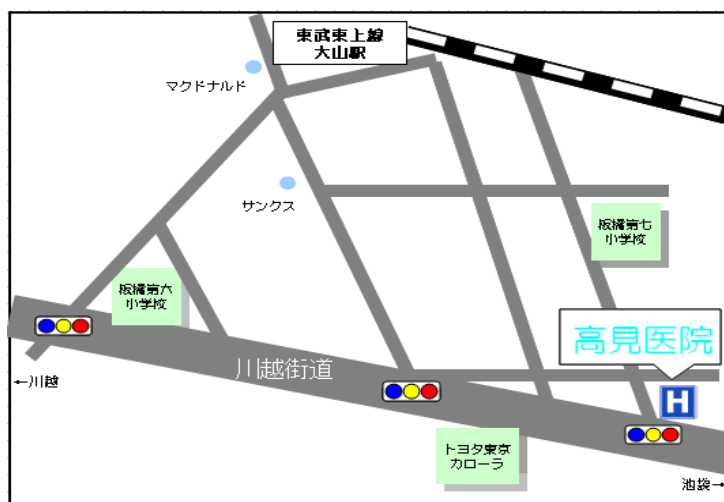 東武東上線
大山駅
マクドナルド
サンクス
板橋第七
小学校
板橋第六
小学校
高見医院
川越街道
←川越
H
トヨタ東京
カローラ
池袋→